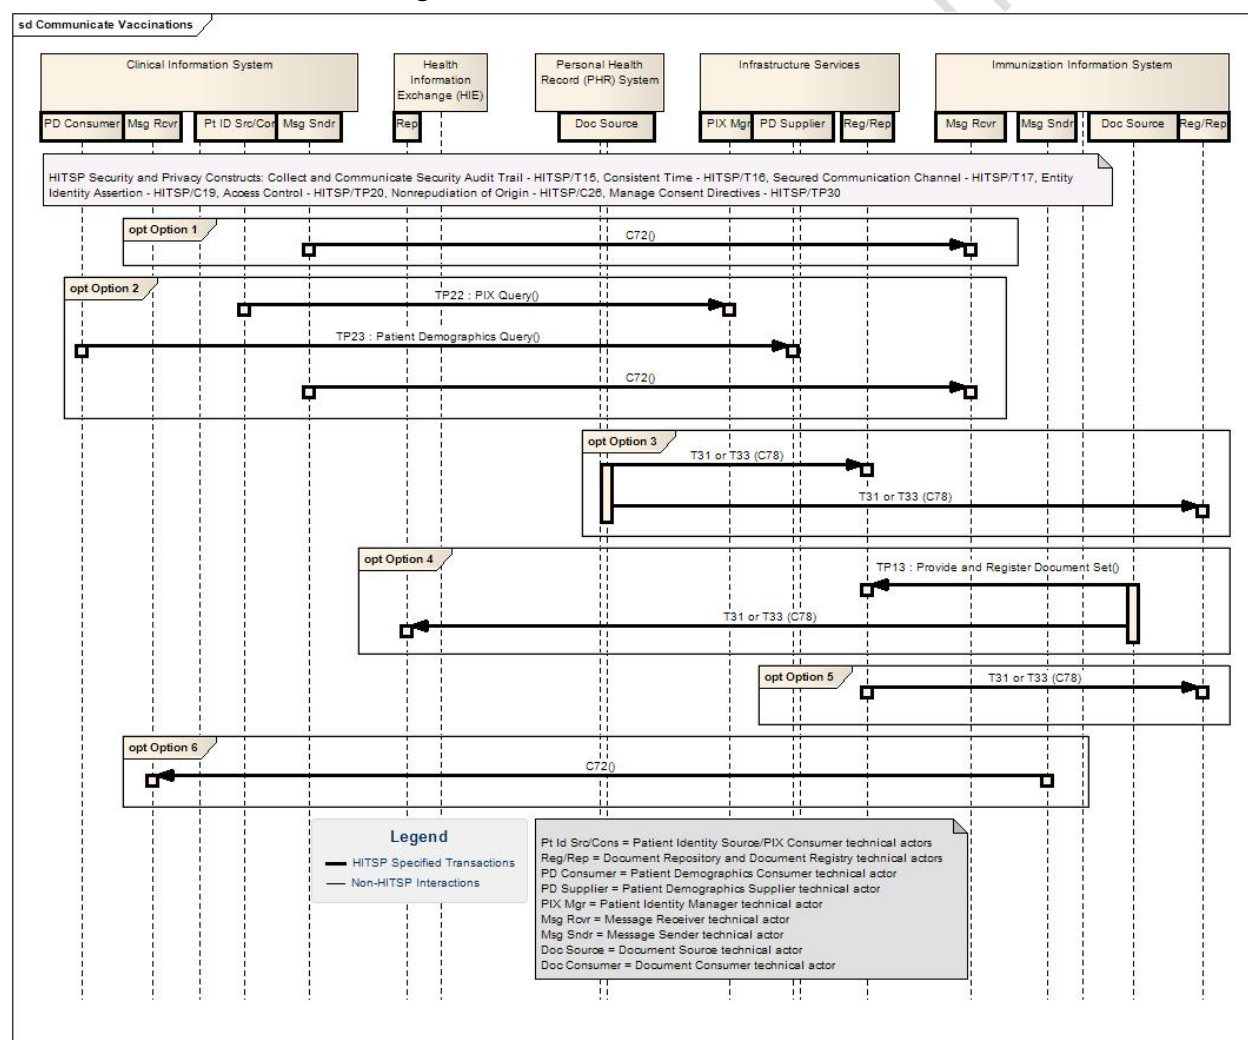 sd Communicate Vaccinations
Clinical Information System
Health
Information
Exchange (HIE)
Personal Health
Record (PHR) System
Infrastructure Services
Immunization Information System
PD Consumer
Msg Rcvr
Pt ID Src/Con
Msg Sndr
Rep
Doc Source
PIX Mgr
PD Supplier
Reg/Rep
Msg Rcvr
Msg Sndr
Doc Source
Reg/Rep
HITSP Security and Privacy Constructs: Collect and Communicate Security Audit Trail - HITSP/T15, Consistent Time - HITSP/T16, Secured Communication Channel - HITSP/T17, Entity
Identity Assertion - HITSP/C19, Access Control - HITSP/TP20, Nonrepudiation of Origin - HITSP/C26, Manage Consent Directives - HITSP/TP30
opt Option 1
C72()
opt Option 2
TP22 : PIX Query()
TP23 : Patient Demographics Query()
C72()
opt Option 3
T31 or T33 (C78)
T31 or T33 (C78)
opt Option 4
TP13 : Provide and Register Document Set()
T31 or T33 (C78)
opt Option 5
T31 or T33 (C78)
opt Option 6
C72()
Legend
HITSP Specified Transactions
Non-HITSP Interactions
Pt Id Src/Cons = Patient Identity Source/PIX Consumer technical actors
Reg/Rep = Document Repository and Document Registry technical actors
PD Consumer = Patient Demographics Consumer technical actor
PD Supplier = Patient Demographics Supplier technical actor
PIX Mgr = Patient Identity Manager technical actor
Msg Rcvr = Message Receiver technical actor
Msg Sndr = Message Sender technical actor
Doc Source = Document Source technical actor
Doc Consumer = Document Consumer technical actor